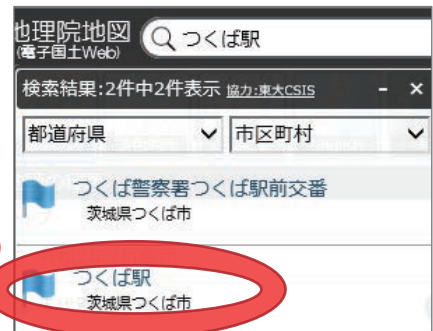 地理院地図
(電子国土Web)
つくば駅
検索結果:2件中2件表示 協力:東大CSIS - ×
都道府県 市区町村
つくば警察署つくば駅前交番
茨城県つくば市
つくば駅
茨城県つくば市